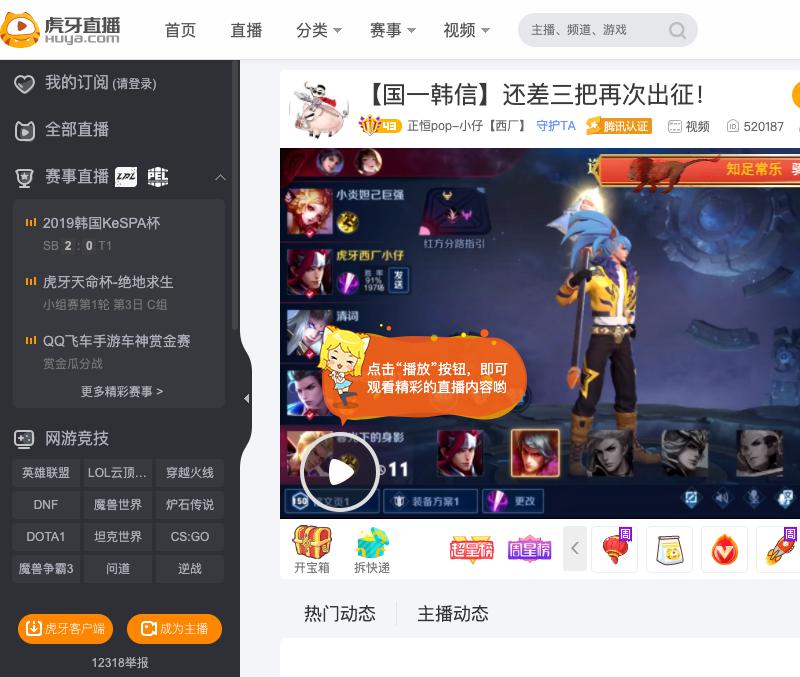 虎牙直播
HUYA.COM
首页
直播
分类
赛事
视频
主播、频道、游戏
我的订阅 (请登录)
全部直播
赛事直播 LPL PEL
2019韩国KeSPA杯
SB 2 : 0 T1
虎牙天命杯-绝地求生
小组赛第1轮 第3日 C组
QQ飞车手游车神赏金赛
赏金瓜分战
更多精彩赛事 >
网游竞技
英雄联盟 LOL云顶... 穿越火线
DNF 魔兽世界 炉石传说
DOTA1 坦克世界 CS:GO
魔兽争霸3 问道 逆战
虎牙客户端 成为主播
12318举报
【国一韩信】还差三把再次出征！
43 正恒pop-小仔【西厂】 守护TA 腾讯认证 视频 520187
知足常乐
小炎妲己巨强
红方分路指引
虎牙西厂小仔
胜率
91%
197场
发送
清词
点击“播放”按钮，即可
观看精彩的直播内容哟
下的身影
11
150
装备方案1
更改
开宝箱
拆快递
超星榜
周星榜
周
周
热门动态
主播动态